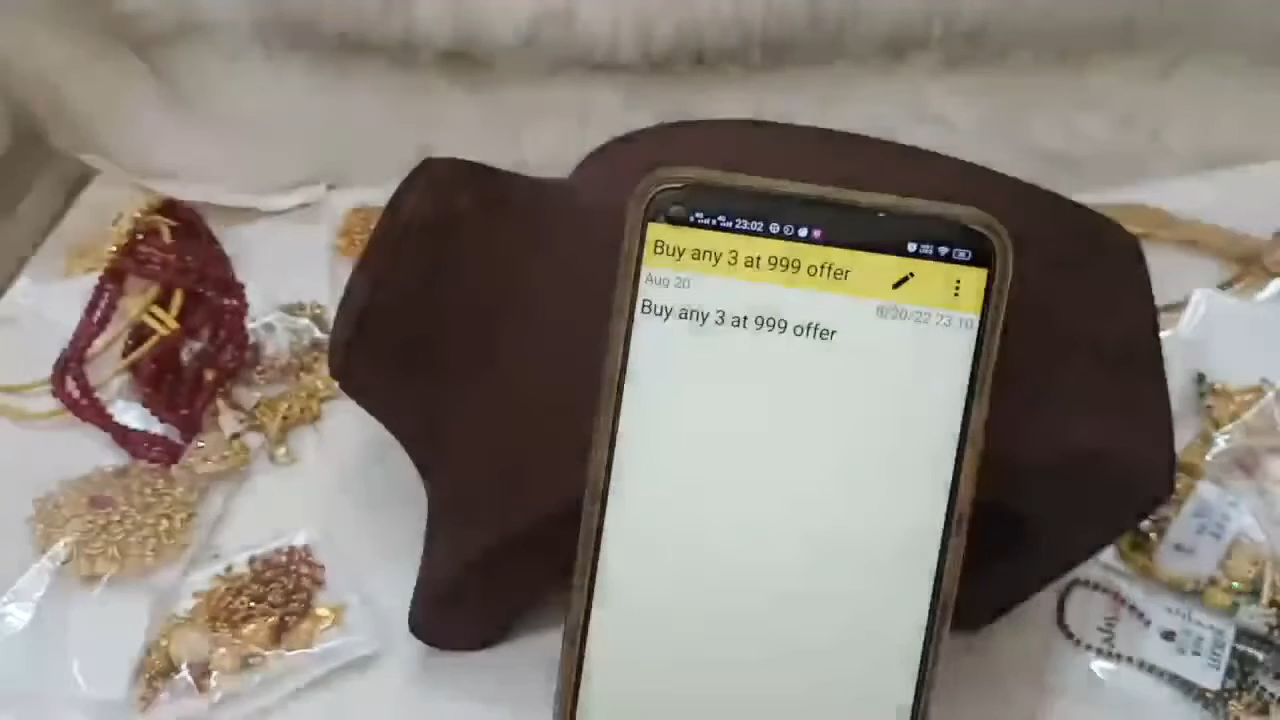 23:02
Buy any 3 at 999 offer
Aug 20
8/20/22 23:10
Buy any 3 at 999 offer